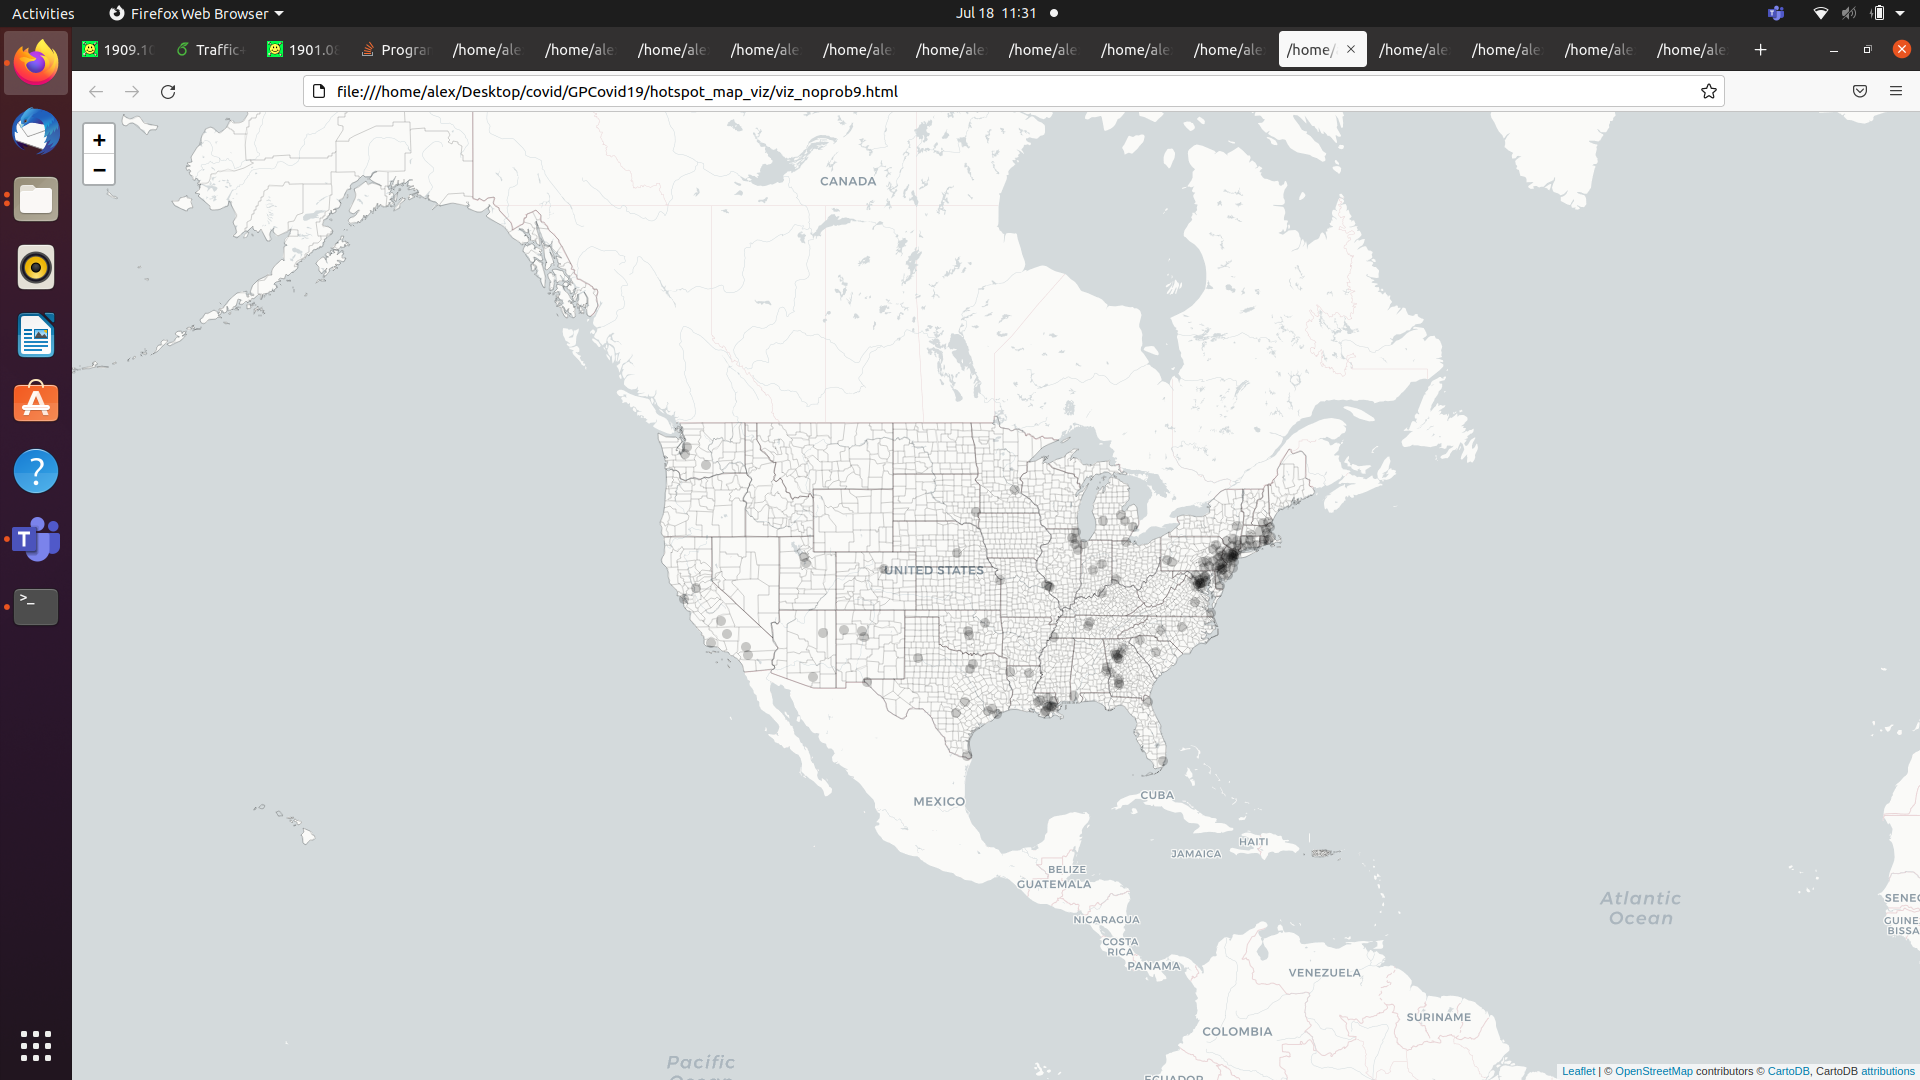 Activities
Firefox Web Browser
Jul 18 11:31
1909.10
Traffic
1901.08
Program
/home/ale
/home/ale
/home/ale
/home/ale
/home/ale
/home/ale
/home/ale
/home/ale
/home/ale
/home/
/home/ale
/home/ale
/home/ale
/home/ale
file:///home/alex/Desktop/covid/GPCovid19/hotspot_map_viz/viz_noprob9.html
+
−
CANADA
UNITED STATES
MEXICO
CUBA
HAITI
JAMAICA
BELIZE
GUATEMALA
NICARAGUA
COSTA
RICA
PANAMA
Atlantic
Ocean
SENEG
GUINE
BISSA
VENEZUELA
SURINAME
COLOMBIA
Pacific
Ocean
ECUADOR
Leaflet | © OpenStreetMap contributors © CartoDB, CartoDB attributions